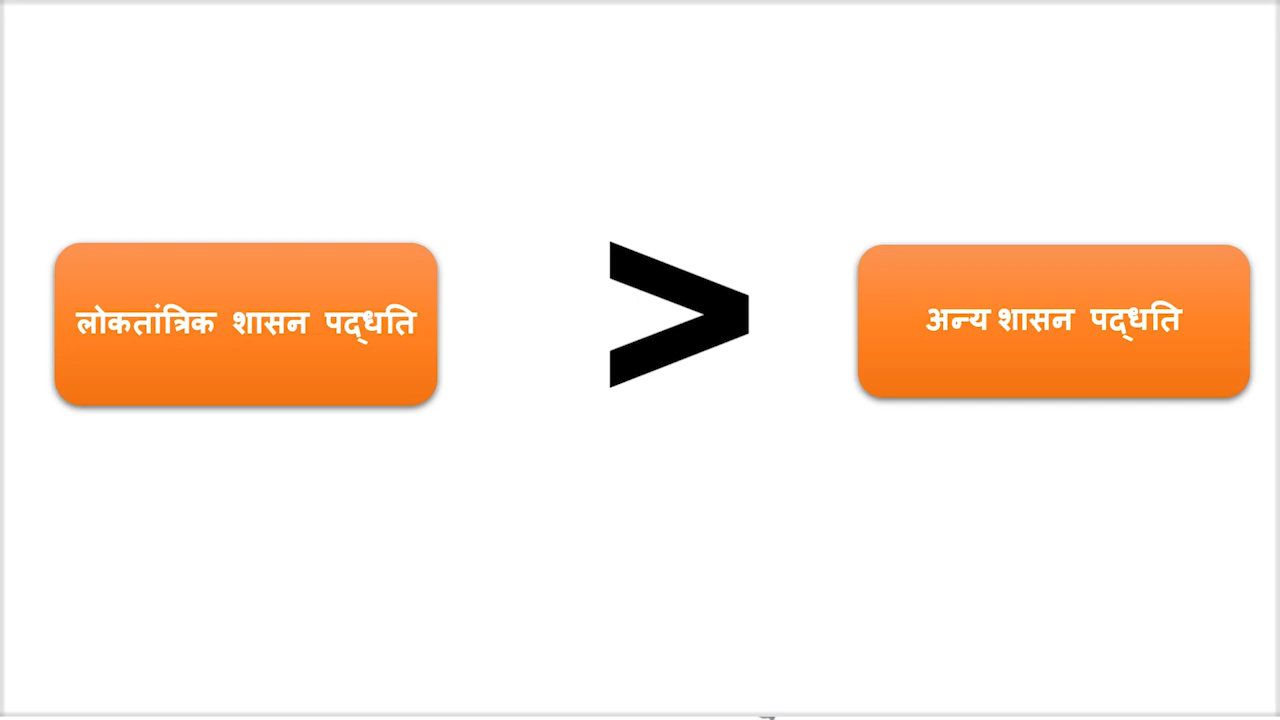 लोकतांत्रिक शासन पद्धति
>
अन्य शासन पद्धति